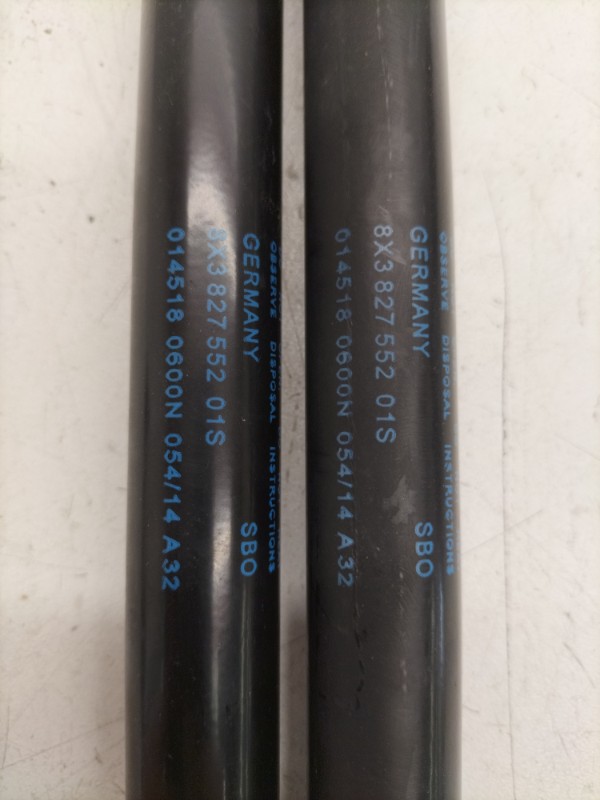 OBSERVE DISPOSAL INSTRUCTIONS
GERMANY SBO
8X3 827 552 01S
014518 0600N 054/14 A32
OBSERVE DISPOSAL INSTRUCTIONS
GERMANY SBO
8X3 827 552 01S
014518 0600N 054/14 A32